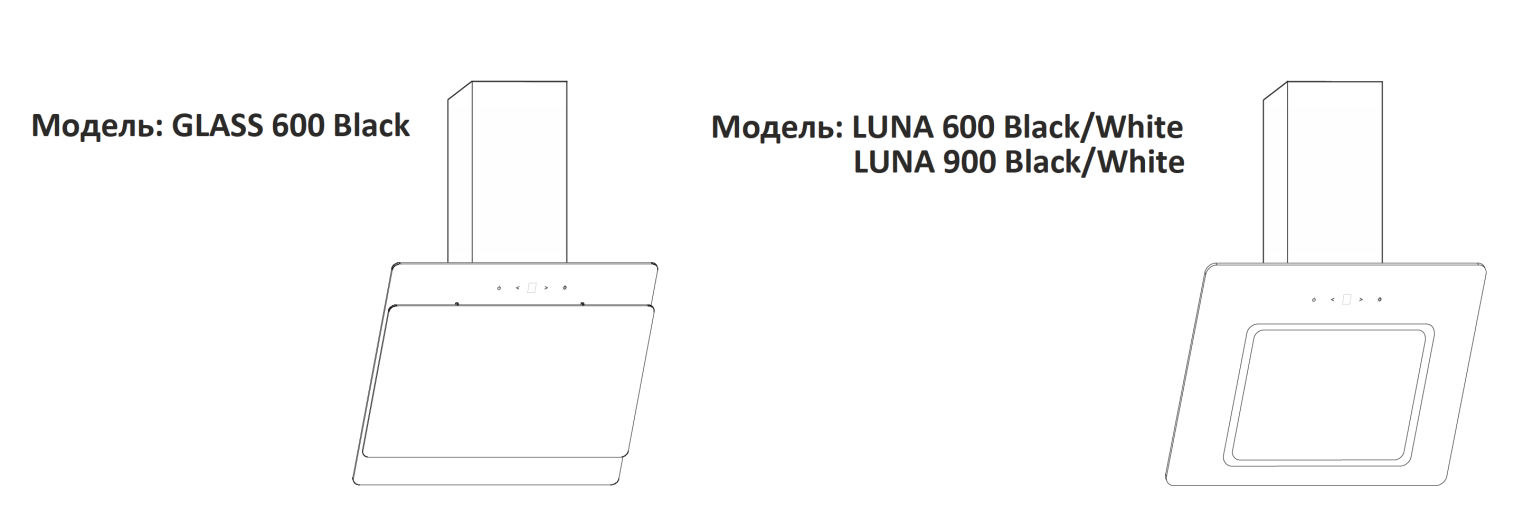 Модель: GLASS 600 Black
Модель: LUNA 600 Black/White
LUNA 900 Black/White